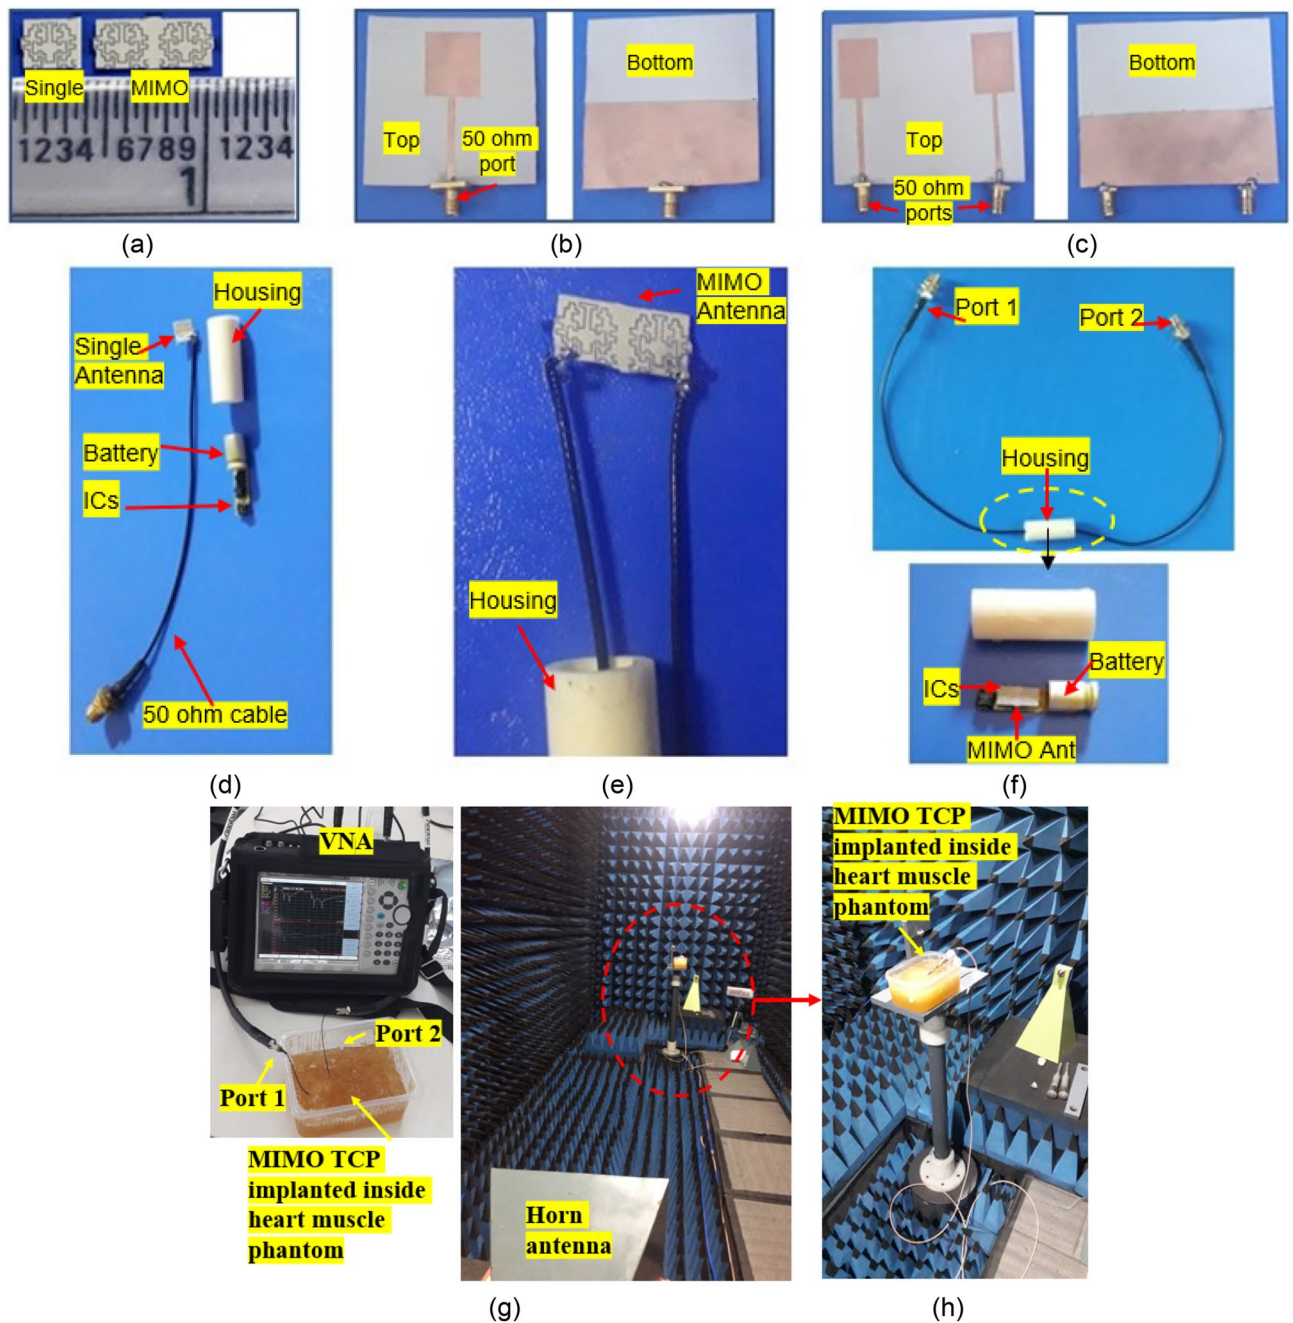 Single
MIMO
1234
6789
1234
1
(a)
Top
50 ohm
port
Bottom
(b)
Top
50 ohm
ports
Bottom
(c)
Housing
Single
Antenna
Battery
ICs
50 ohm cable
(d)
MIMO
Antenna
Housing
(e)
Port 1
Port 2
Housing
ICs
Battery
MIMO Ant
(f)
VNA
Port 2
Port 1
MIMO TCP
implanted inside
heart muscle
phantom
Horn
antenna
(g)
MIMO TCP
implanted inside
heart muscle
phantom
(h)